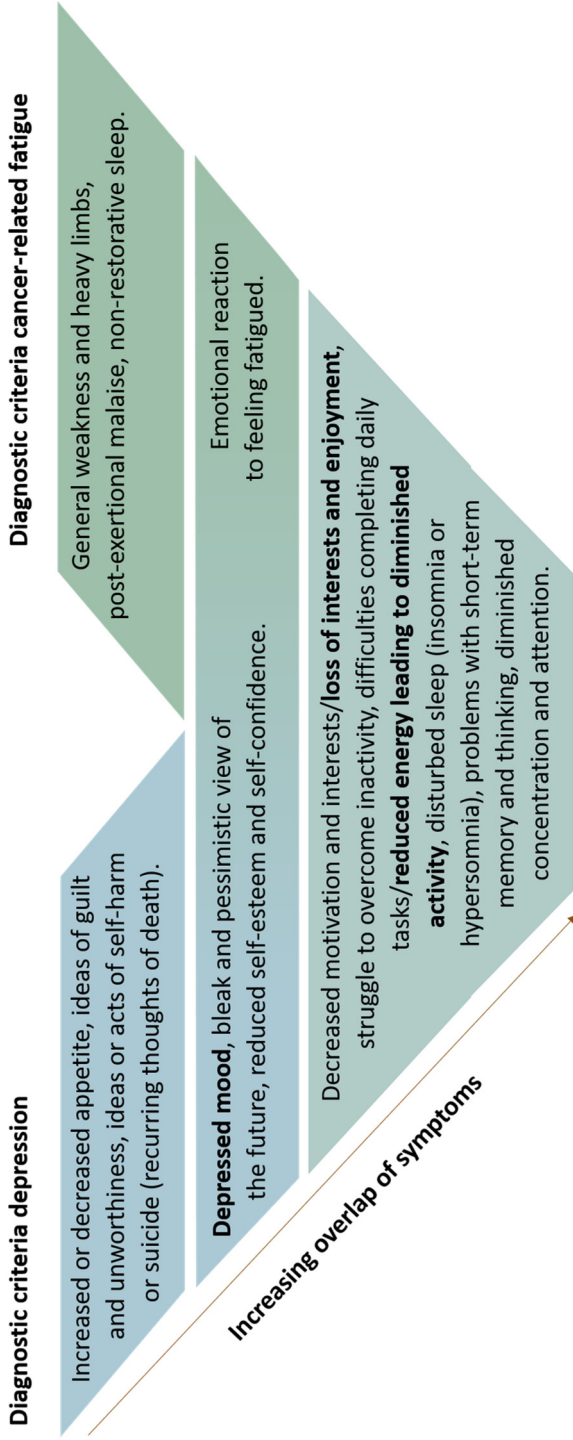 Diagnostic criteria depression
Diagnostic criteria cancer-related fatigue
Increased or decreased appetite, ideas of guilt
and unworthiness, ideas or acts of self-harm
or suicide (recurring thoughts of death).
General weakness and heavy limbs,
post-exertional malaise, non-restorative sleep.
Depressed mood, bleak and pessimistic view of
the future, reduced self-esteem and self-confidence.
Emotional reaction
to feeling fatigued.
Decreased motivation and interests/loss of interests and enjoyment,
struggle to overcome inactivity, difficulties completing daily
tasks/reduced energy leading to diminished
activity, disturbed sleep (insomnia or
hypersomnia), problems with short-term
memory and thinking, diminished
concentration and attention.
Increasing overlap of symptoms